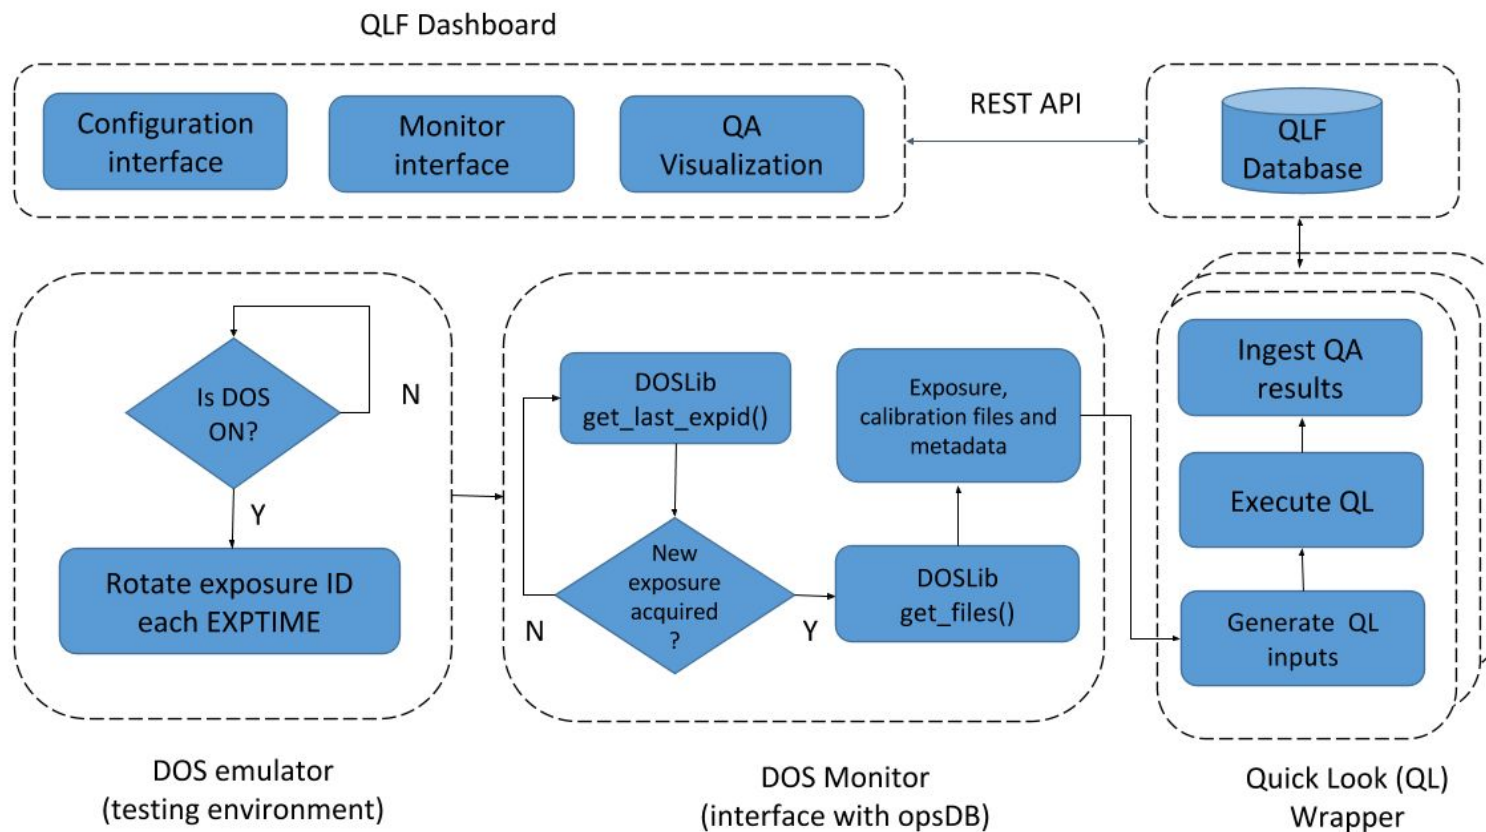 QLF Dashboard
Configuration
interface
Monitor
interface
QA
Visualization
REST API
QLF
Database
Is DOS
ON?
N
Y
Rotate exposure ID
each EXPTIME
DOSLib
get_last_expid()
New
exposure
acquired
?
N
Y
DOSLib
get_files()
Exposure,
calibration files and
metadata
Ingest QA
results
Execute QL
Generate QL
inputs
DOS emulator
(testing environment)
DOS Monitor
(interface with opsDB)
Quick Look (QL)
Wrapper